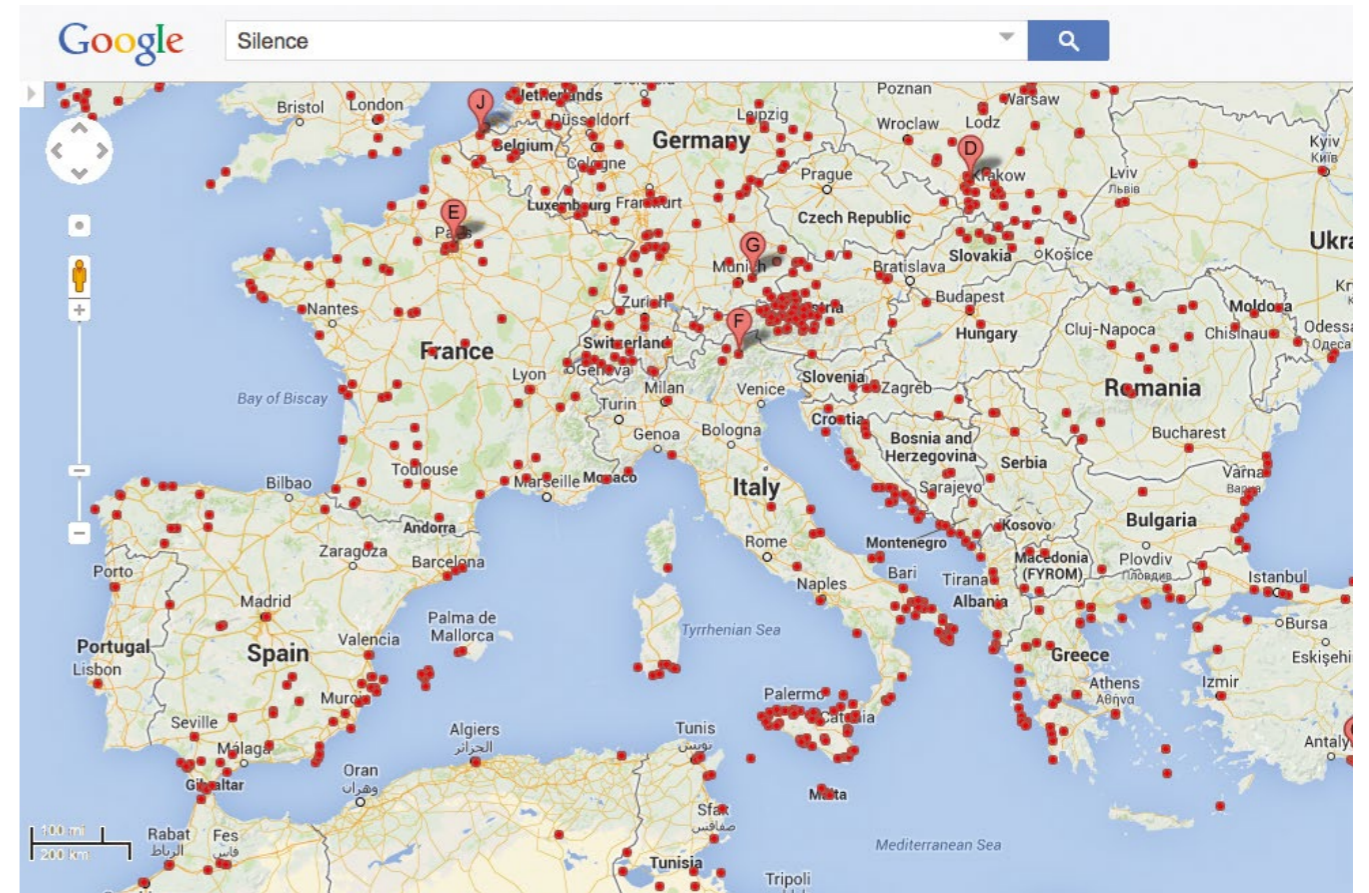 Google
Silence
Poznan
Warsaw
Bristol
London
J
Netherlands
Düsseldorf
Leipzig
Wroclaw
Lodz
Belgium
Germany
D
Kyiv
Київ
Cologne
Prague
Krakow
Lviv
Львів
Luxembourg
Frankfurt
E
Paris
Czech Republic
G
Munich
Bratislava
Slovakia
Košice
Ukra
Nantes
Zurich
Austria
Budapest
Moldova
F
Hungary
Cluj-Napoca
Chisinau
Odessa
Одеса
France
Switzerland
Geneva
Lyon
Milan
Venice
Slovenia
Zagreb
Romania
Bay of Biscay
Turin
Croatia
Genoa
Bologna
Bosnia and
Herzegovina
Serbia
Bucharest
Toulouse
Bilbao
Marseille
Monaco
Italy
Sarajevo
Varna
Варна
Andorra
Kosovo
Bulgaria
Zaragoza
Rome
Montenegro
Porto
Barcelona
Macedonia
(FYROM)
Plovdiv
Пловдив
Istanbul
Naples
Bari
Tirana
Madrid
Albania
Palma de
Mallorca
Tyrrhenian Sea
Bursa
Portugal
Spain
Valencia
Lisbon
Greece
Eskişehi
Murcia
Palermo
Athens
Αθήνα
Izmir
Catania
Seville
Algiers
الجزائر
Tunis
تونس
Málaga
Antaly
Gibraltar
Oran
وهران
Malta
100 mi
200 km
Rabat
الرباط
Fes
فاس
Sfax
صفاقس
Mediterranean Sea
Tunisia
Tripoli